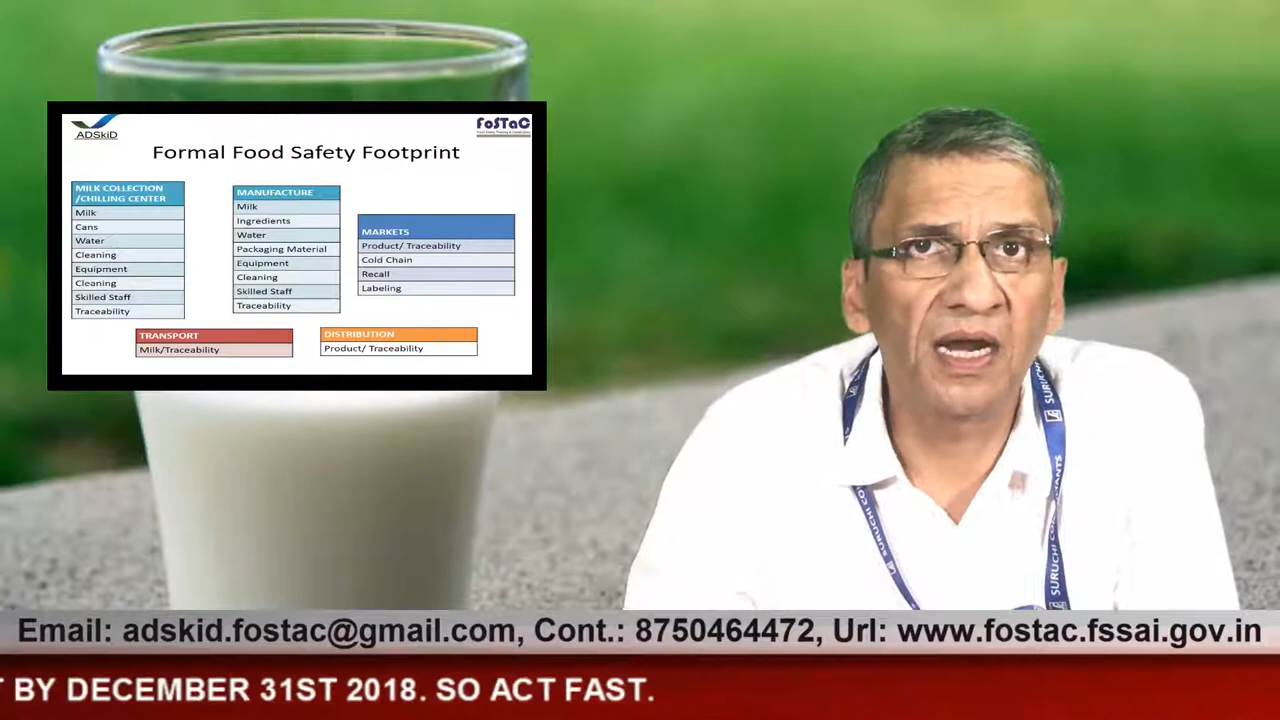 ADSkiD
FoSTaC
Formal Food Safety Footprint
MILK COLLECTION
/CHILLING CENTER
Milk
Cans
Water
Cleaning
Equipment
Cleaning
Skilled Staff
Traceability
MANUFACTURE
Milk
Ingredients
Water
Packaging Material
Equipment
Cleaning
Skilled Staff
Traceability
MARKETS
Product/ Traceability
Cold Chain
Recall
Labeling
TRANSPORT
Milk/Traceability
DISTRIBUTION
Product/ Traceability
SURUCHI
SURUCHI
Email: adskid.fostac@gmail.com, Cont.: 8750464472, Url: www.fostac.fssai.gov.in
BY DECEMBER 31ST 2018. SO ACT FAST.